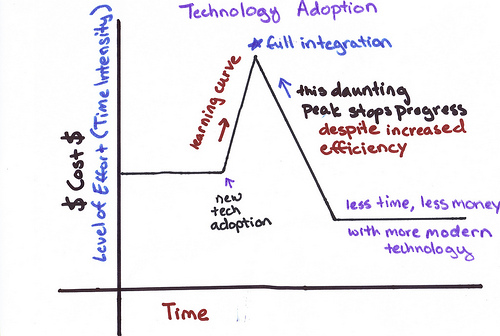 Technology Adoption
full integration
learning curve
this daunting
peak stops progress
despite increased
efficiency
$ Cost $
Level of Effort (Time Intensity)
new
tech
adoption
less time, less money
with more modern
technology
Time